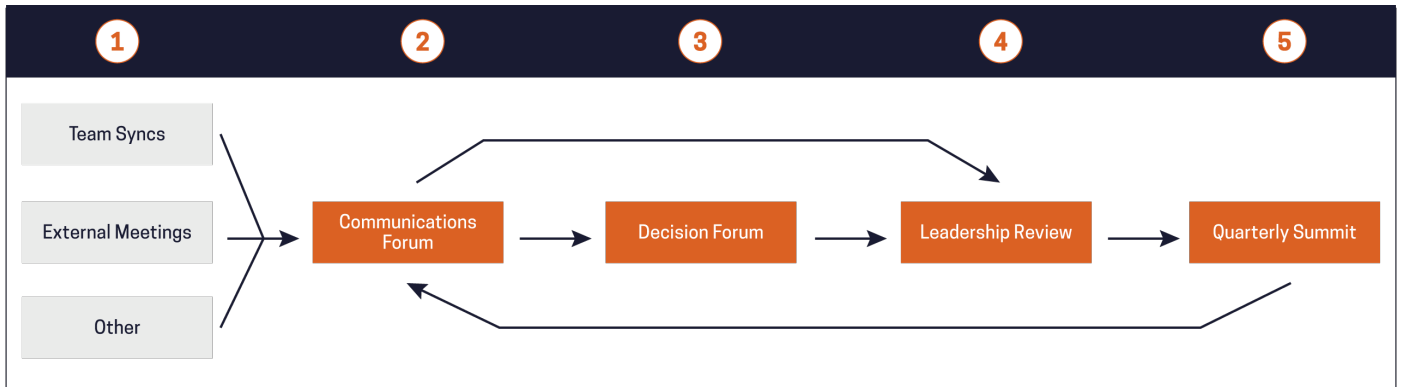 1
2
3
4
5
Team Syncs
External Meetings
Other
Communications
Forum
Decision Forum
Leadership Review
Quarterly Summit